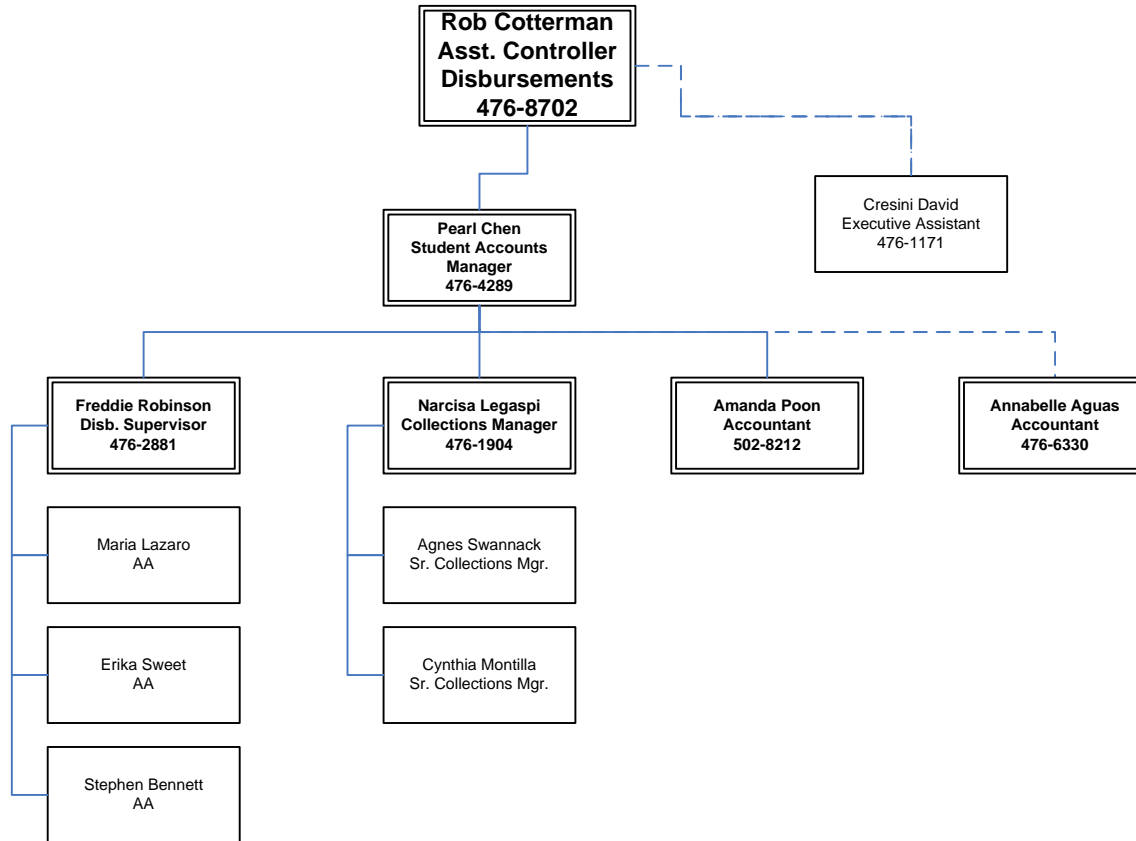 Rob Cotterman
Asst. Controller
Disbursements
476-8702
Cresini David
Executive Assistant
476-1171
Pearl Chen
Student Accounts
Manager
476-4289
Freddie Robinson
Disb. Supervisor
476-2881
Narcisa Legaspi
Collections Manager
476-1904
Amanda Poon
Accountant
502-8212
Annabelle Aguas
Accountant
476-6330
Maria Lazaro
AA
Agnes Swannack
Sr. Collections Mgr.
Erika Sweet
AA
Cynthia Montilla
Sr. Collections Mgr.
Stephen Bennett
AA